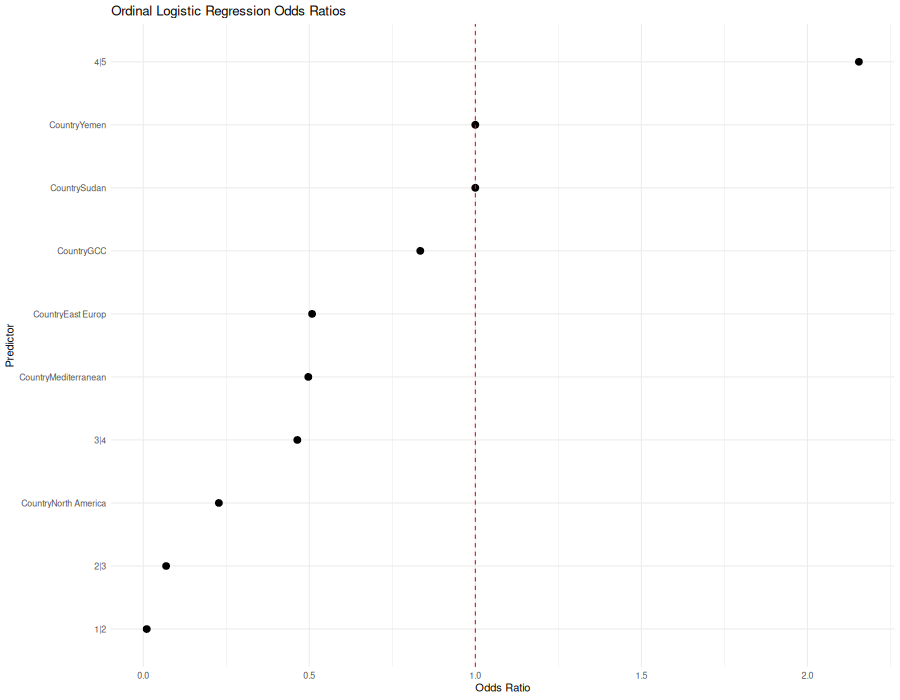 Ordinal Logistic Regression Odds Ratios
Predictor
4|5
CountryYemen
CountrySudan
CountryGCC
CountryEast Europ
CountryMediterranean
3|4
CountryNorth America
2|3
1|2
0.0 0.5 1.0 1.5 2.0
Odds Ratio